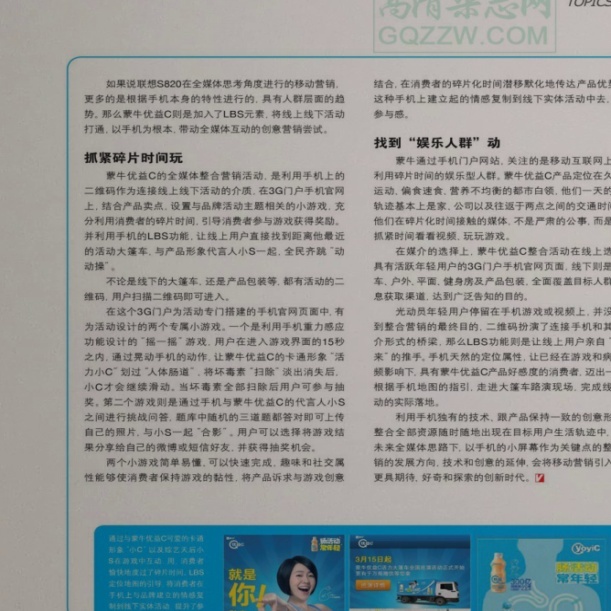 高清杂志网
GQZZW.COM
TOPICS
如果说联想S820在全媒体思考角度进行的移动营销,
更多的是根据手机本身的特性进行的,具有人群层面的趋
势。那么蒙牛优益C则是加入了LBS元素,将线上线下活动
打通,以手机为根本,带动全媒体互动的创意营销尝试。
抓紧碎片时间玩
蒙牛优益C的全媒体整合营销活动,是利用手机上的
二维码作为连接线上线下活动的介质,在3G门户手机官网
上,结合产品卖点,设置与品牌活动主题相关的小游戏,充
分利用消费者的碎片时间,引导消费者参与游戏获得奖励。
并利用手机的LBS功能,让线上用户直接找到距离他最近
的活动大篷车,与产品形象代言人小S一起,全民齐跳“动
动操”。
不论是线下的大篷车,还是产品包装等,都有活动的二
维码,用户扫描二维码即可进入。
在这个3G门户为活动专门搭建的手机官网页面中,有
为活动设计的两个专属小游戏。一个是利用手机重力感应
功能设计的“摇一摇”游戏,用户在进入游戏界面的15秒
之内,通过晃动手机的动作,让蒙牛优益C的卡通形象“活
力小C”划过“人体肠道”,将坏毒素“扫除”淡出消失后,
小C才会继续滑动。当坏毒素全部扫除后用户可参与抽
奖。第二个游戏则是通过手机与蒙牛优益C的代言人小S
之间进行挑战问答,题库中随机的三道题都答对即可上传
自己的照片,与小S一起“合影”。用户可以选择将游戏结
果分享给自己的微博或短信好友,并获得抽奖机会。
两个小游戏简单易懂,可以快速完成,趣味和社交属
性能够使消费者保持游戏的黏性,将产品诉求与游戏创意
结合,在消费者的碎片化时间潜移默化地传达产品优
这种手机上建立起的情感复制到线下实体活动中去,
参与感。
找到“娱乐人群”动
蒙牛通过手机门户网站,关注的是移动互联网上
利用碎片时间的娱乐型人群。蒙牛优益C产品定位在久
运动,偏食速食,营养不均衡的都市白领,他们一天的
轨迹基本上是家、公司以及往返两点之间的交通时
他们在碎片化时间接触的媒体,不是严肃的公事,而是
抓紧时间看看视频、玩玩游戏。
在媒介的选择上,蒙牛优益C整合活动在线上选
具有活跃年轻用户的3G门户手机官网页面,线下则是
车、户外、平面、健身房及产品包装,全面覆盖目标人群
息获取渠道,达到广泛告知的目的。
光动员年轻用户停留在手机游戏或视频上,并没
到整合营销的最终目的,二维码扮演了连接手机和其
介形式的桥梁,那么LBS功能则是让线上用户亲自“
来”的推手。手机天然的定位属性,让已经在游戏和
频影响下,具有蒙牛优益C产品好感度的消费者,迈出一
根据手机地图的指引,走进大篷车路演现场,完成线
动的实际落地。
利用手机独有的技术,跟产品保持一致的创意形
整合全部资源随时随地出现在目标用户生活轨迹中,
未来全媒体思路下,以手机的小屏幕作为关键点的整
销的发展方向,技术和创意的延伸,会将移动营销引入
更具期待、好奇和探索的创新时代。
通过与蒙牛优益C可爱的卡通
形象“小C”以及综艺天后小
S在游戏中互动,用 消费者
愉快地度过了碎片时间,LBS
定位场面的引导,将消费者在
手机上与品牌建立的情感复
制到线下实体活动,提升了参
肠活动
常年轻
就是
你!
3月15日起
肠活动
常年轻
YoyiC